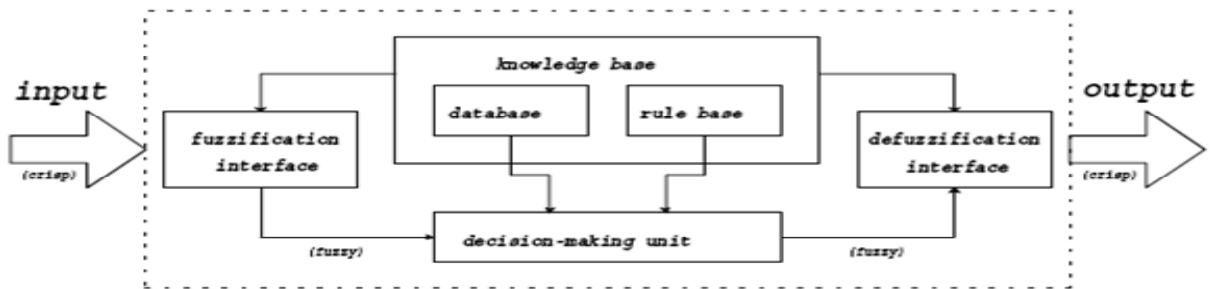 knowledge base
input
output
database
rule base
fuzzification
interface
defuzzification
interface
(crisp)
(crisp)
decision-making unit
(fuzzy)
(fuzzy)